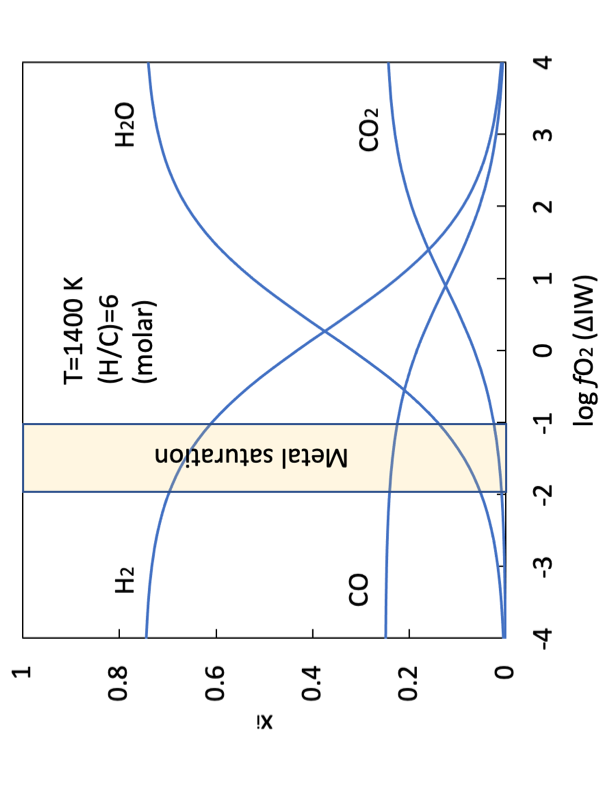 T=1400 K
(H/C)=6
(molar)
H2O
CO2
H2
CO
Metal saturation
xi
1
0.8
0.6
0.4
0.2
0
-4
-3
-2
-1
0
1
2
3
4
log fO2 (ΔIW)